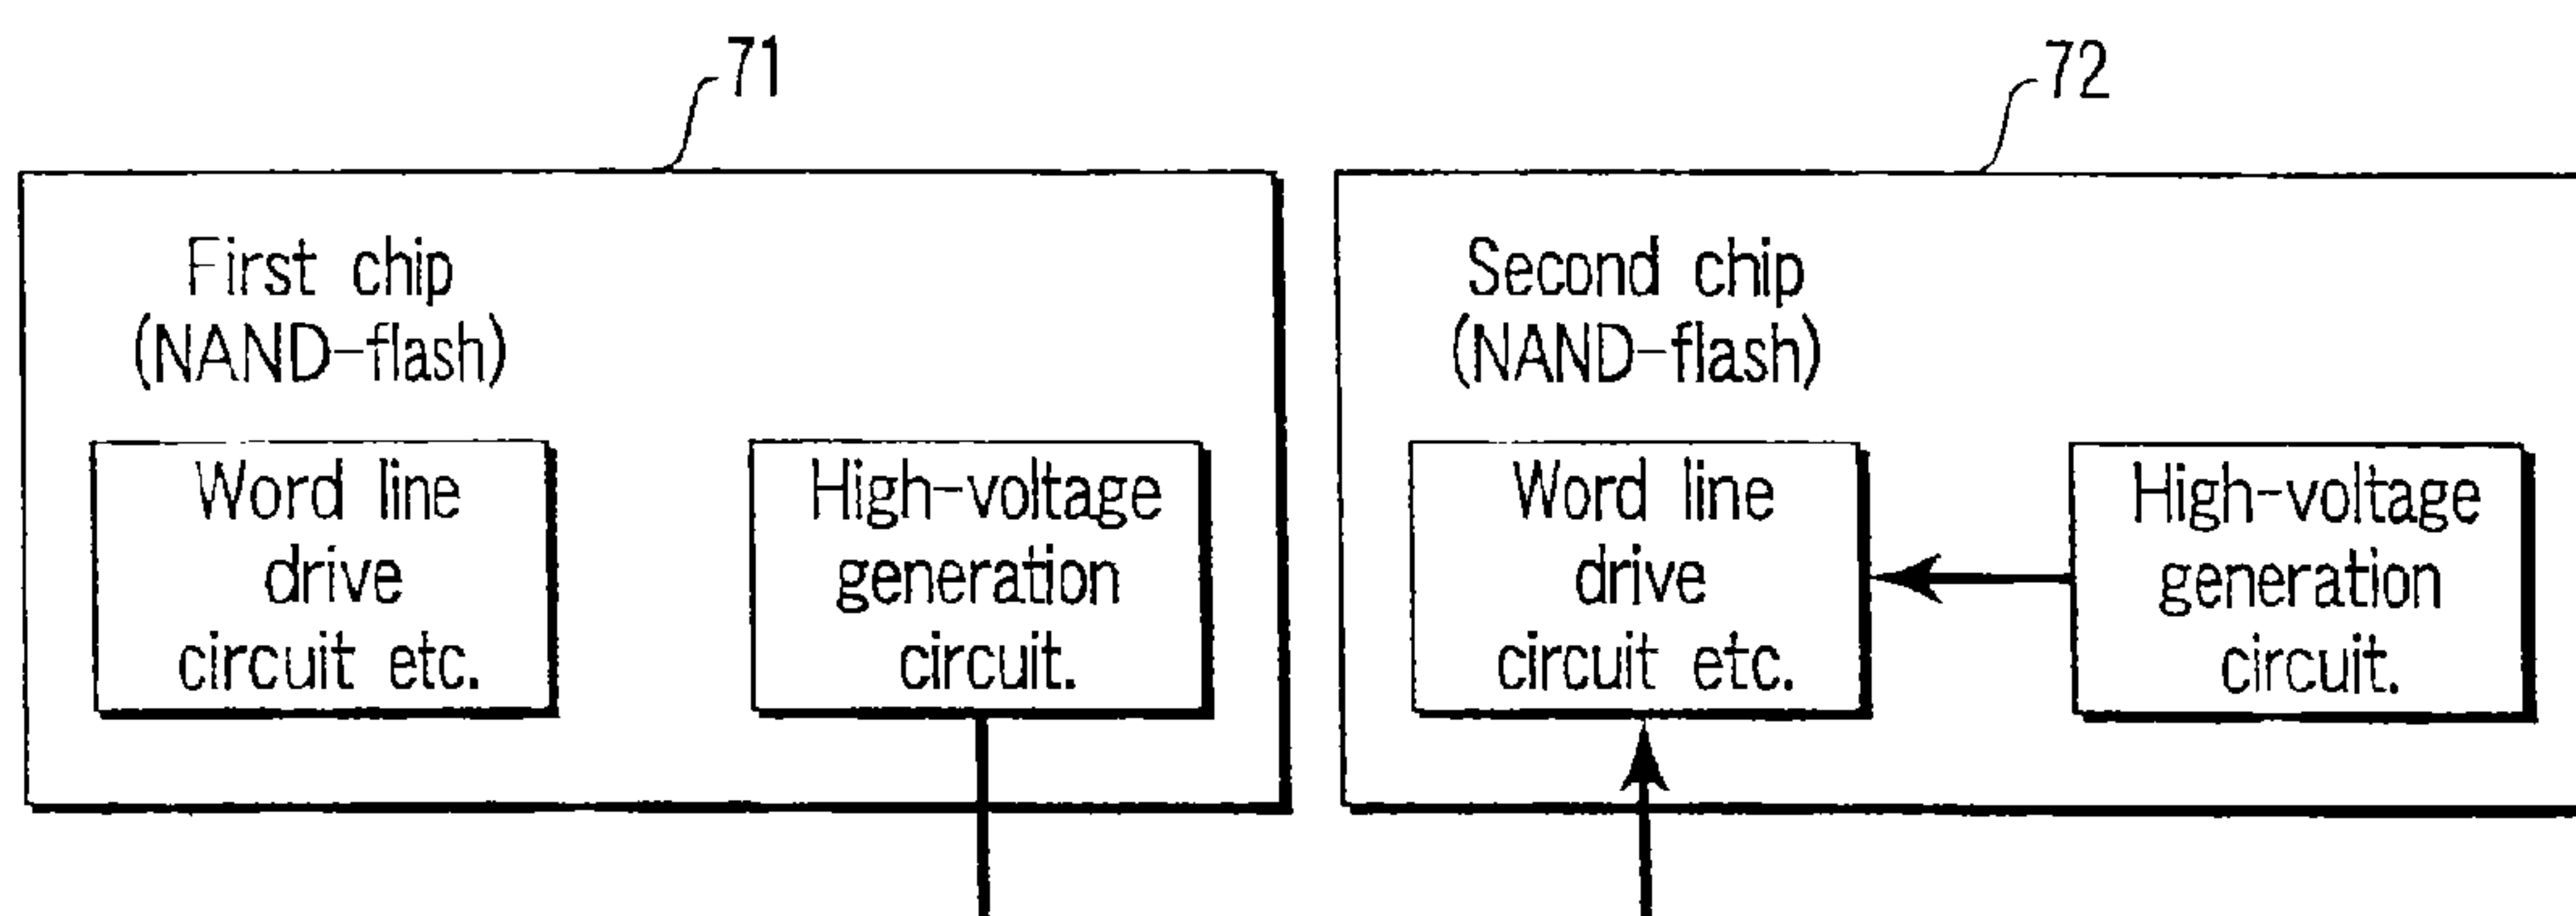 71
72
First chip
(NAND-flash)
Word line
drive
circuit etc.
High-voltage
generation
circuit.
Second chip
(NAND-flash)
Word line
drive
circuit etc.
High-voltage
generation
circuit.